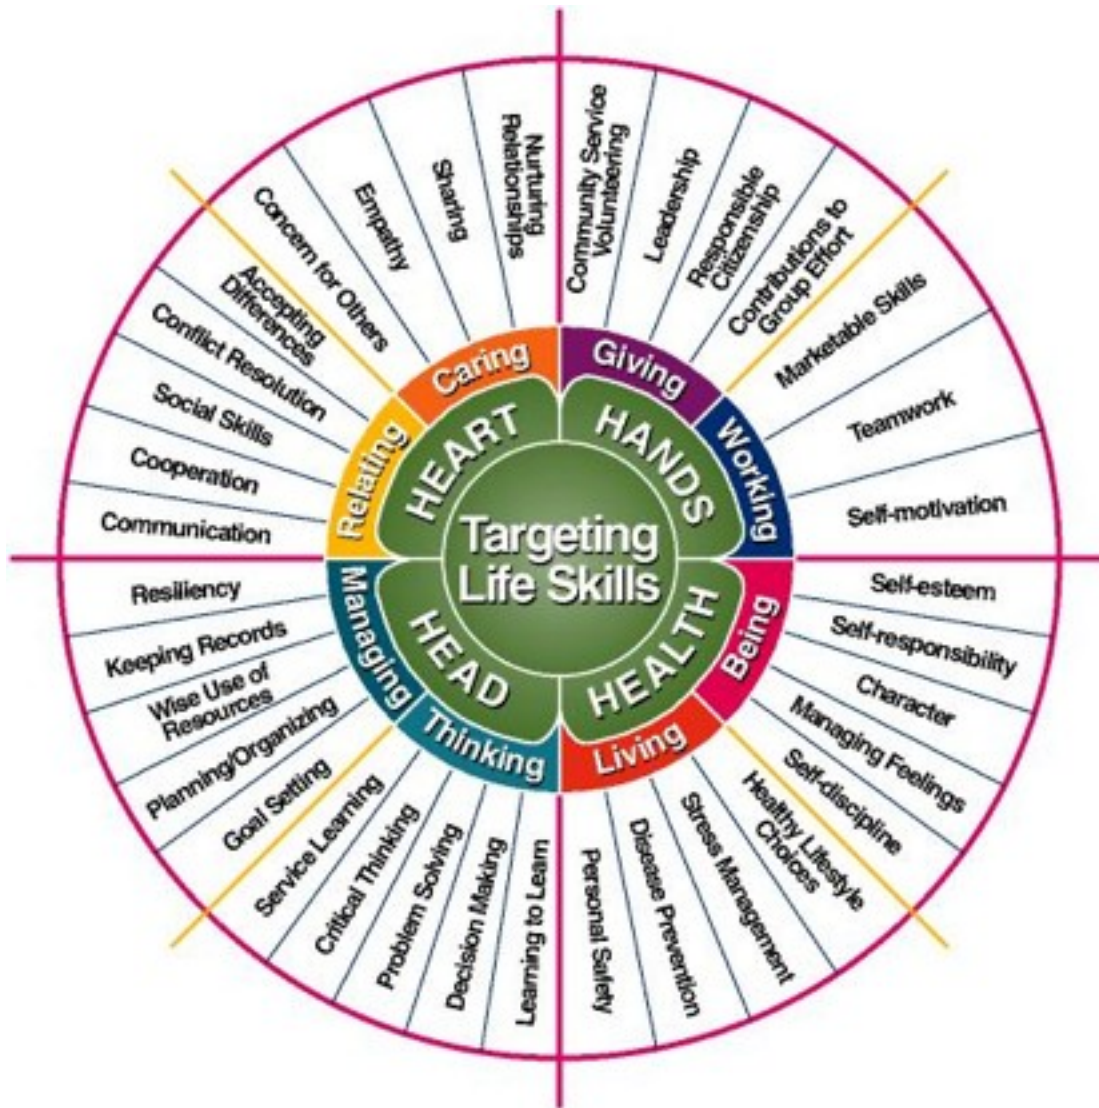 Targeting
Life Skills
HEART
HANDS
HEALTH
HEAD
Caring
Giving
Working
Being
Living
Thinking
Managing
Relating
Nurturing
Relationships
Sharing
Empathy
Concern for Others
Community Service
Volunteering
Leadership
Responsible
Citizenship
Contributions to
Group Effort
Marketable Skills
Teamwork
Self-motivation
Self-esteem
Self-responsibility
Character
Managing Feelings
Self-discipline
Healthy Lifestyle
Choices
Stress Management
Disease Prevention
Personal Safety
Learning to Learn
Decision Making
Problem Solving
Critical Thinking
Service Learning
Goal Setting
Planning/Organizing
Wise Use of
Resources
Keeping Records
Resiliency
Communication
Cooperation
Social Skills
Conflict Resolution
Accepting
Differences